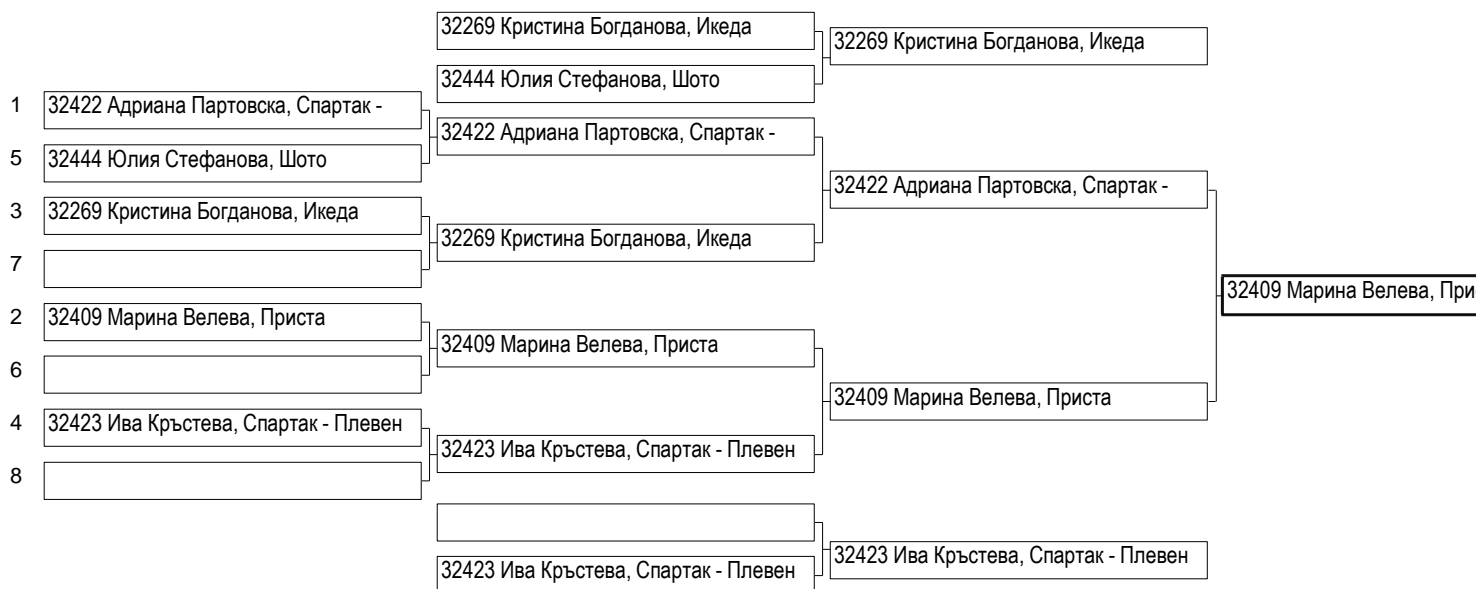 32269 Кристина Богданова, Икеда
32269 Кристина Богданова, Икеда
32444 Юлия Стефанова, Шото
1 32422 Адриана Партовска, Спартак -
32422 Адриана Партовска, Спартак -
5 32444 Юлия Стефанова, Шото
32422 Адриана Партовска, Спартак -
3 32269 Кристина Богданова, Икеда
32269 Кристина Богданова, Икеда
7
32409 Марина Велева, При
2 32409 Марина Велева, Приста
32409 Марина Велева, Приста
6
32409 Марина Велева, Приста
4 32423 Ива Кръстева, Спартак - Плевен
32423 Ива Кръстева, Спартак - Плевен
8
32423 Ива Кръстева, Спартак - Плевен
32423 Ива Кръстева, Спартак - Плевен